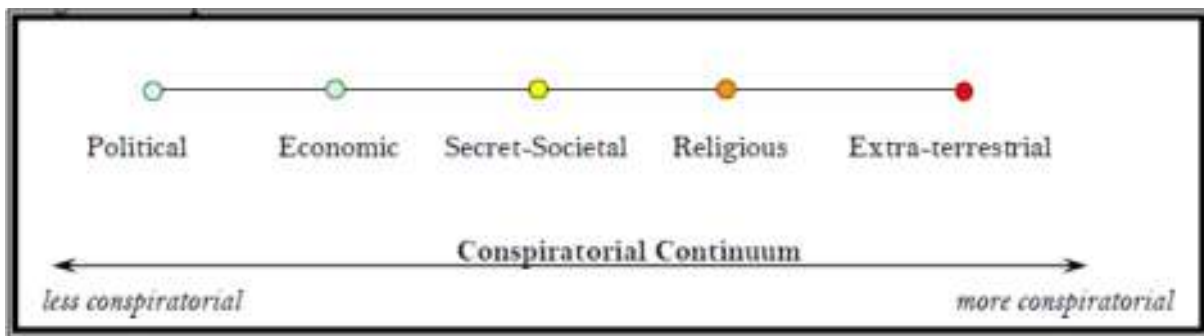 Political Economic Secret-Societal Religious Extra-terrestrial
Conspiratorial Continuum
less conspiratorial more conspiratorial